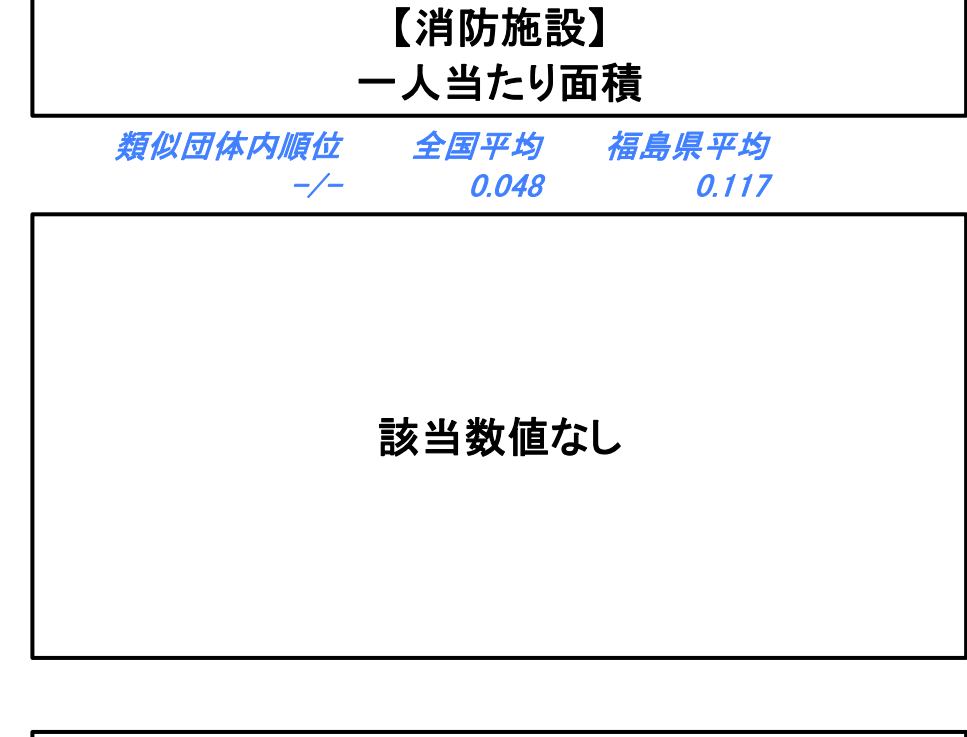 【消防施設】
一人当たり面積
類似団体内順位 全国平均 福島県平均
-/- 0.048 0.117
該当数値なし